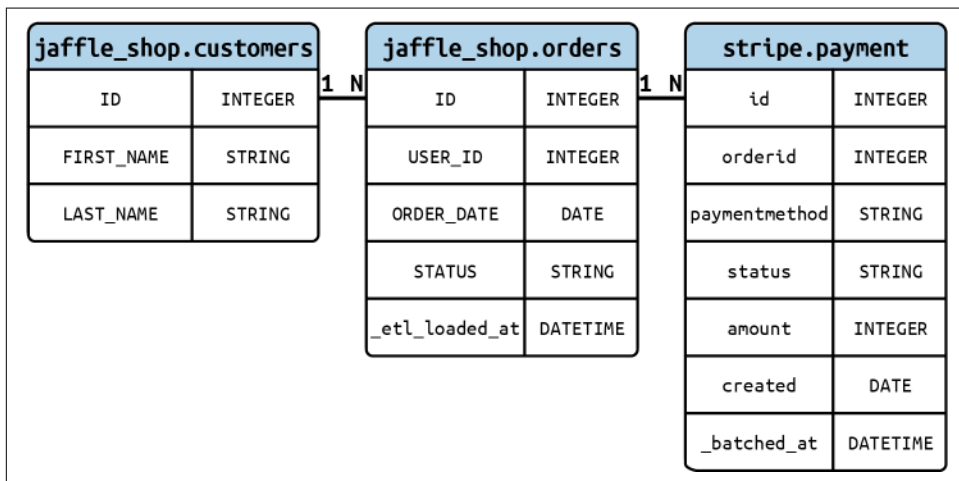 jaffle_shop.customers
ID INTEGER
FIRST_NAME STRING
LAST_NAME STRING
1 N
jaffle_shop.orders
ID INTEGER
USER_ID INTEGER
ORDER_DATE DATE
STATUS STRING
_etl_loaded_at DATETIME
1 N
stripe.payment
id INTEGER
orderid INTEGER
paymentmethod STRING
status STRING
amount INTEGER
created DATE
_batched_at DATETIME